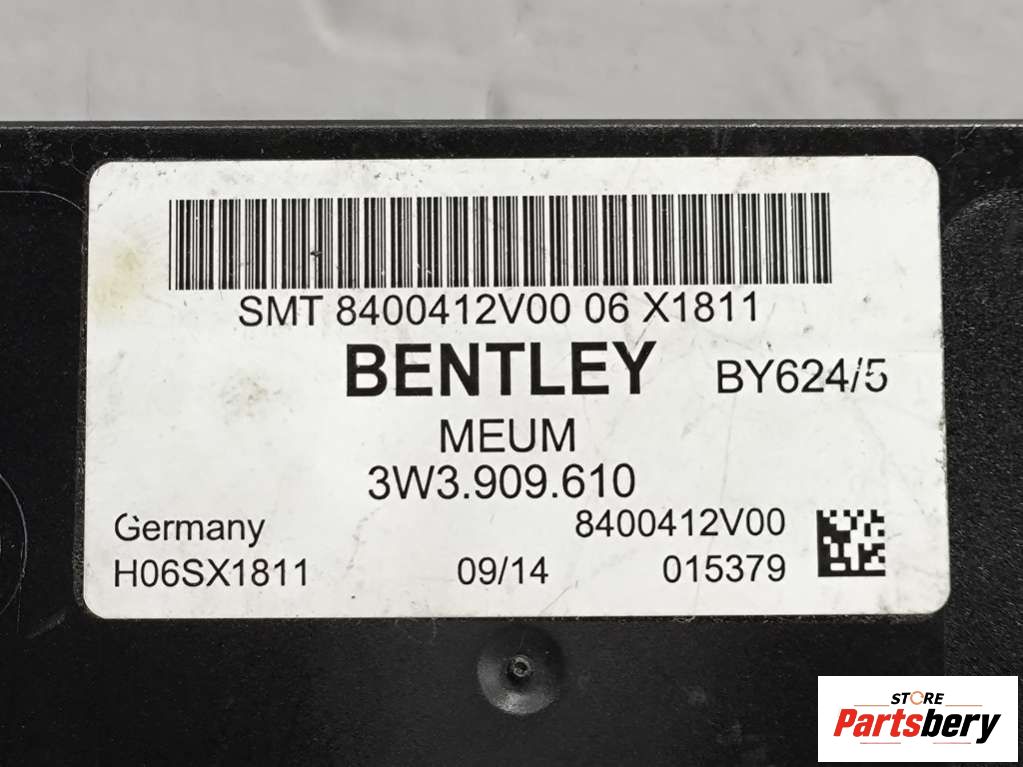 SMT 8400412V00 06 X1811
BENTLEY BY624/5
MEUM
3W3.909.610
Germany 8400412V00
H06SX1811 09/14 015379
STORE
Partsbery